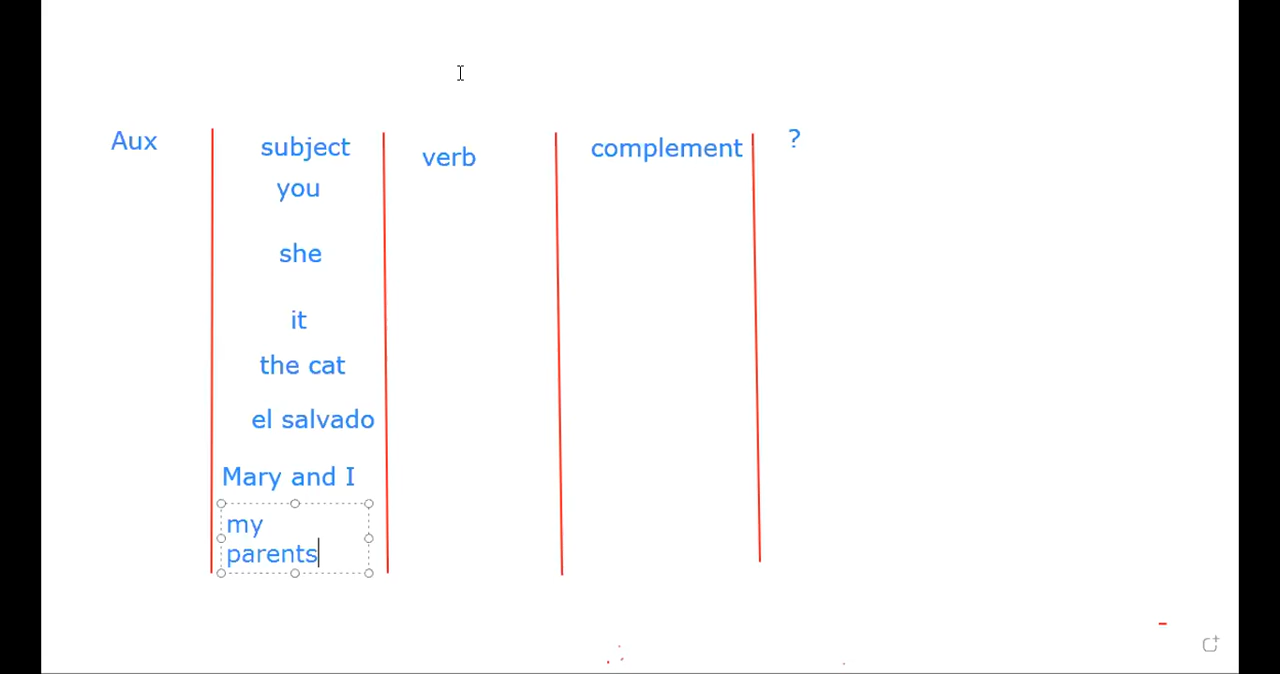 Aux subject verb complement ?
you
she
it
the cat
el salvado
Mary and I
my
parents